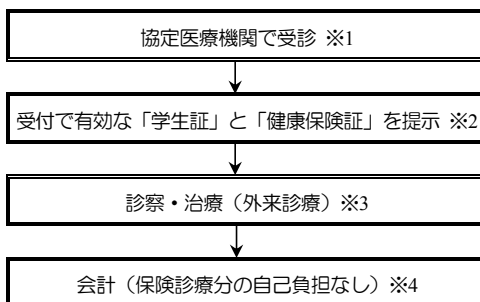 協定医療機関で受診 ※1
受付で有効な「学生証」と「健康保険証」を提示 ※2
診察・治療（外来診療）※3
会計（保険診療分の自己負担なし）※4